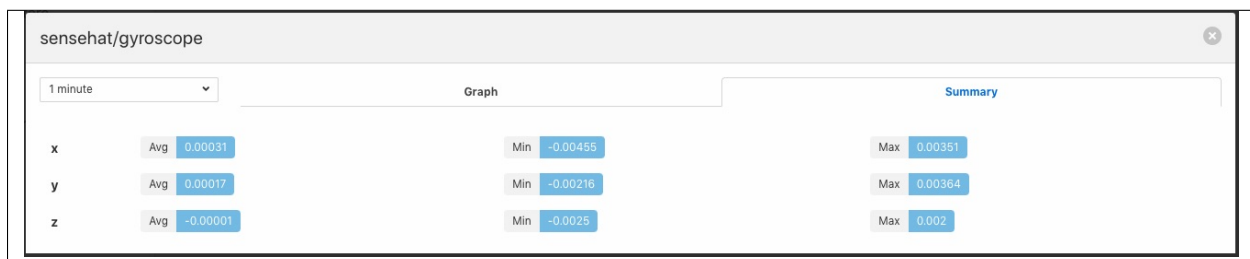 sensehat/gyroscope
1 minute Graph Summary
x Avg 0.00031 Min -0.00455 Max 0.00351
y Avg 0.00017 Min -0.00216 Max 0.00364
z Avg -0.00001 Min -0.0025 Max 0.002